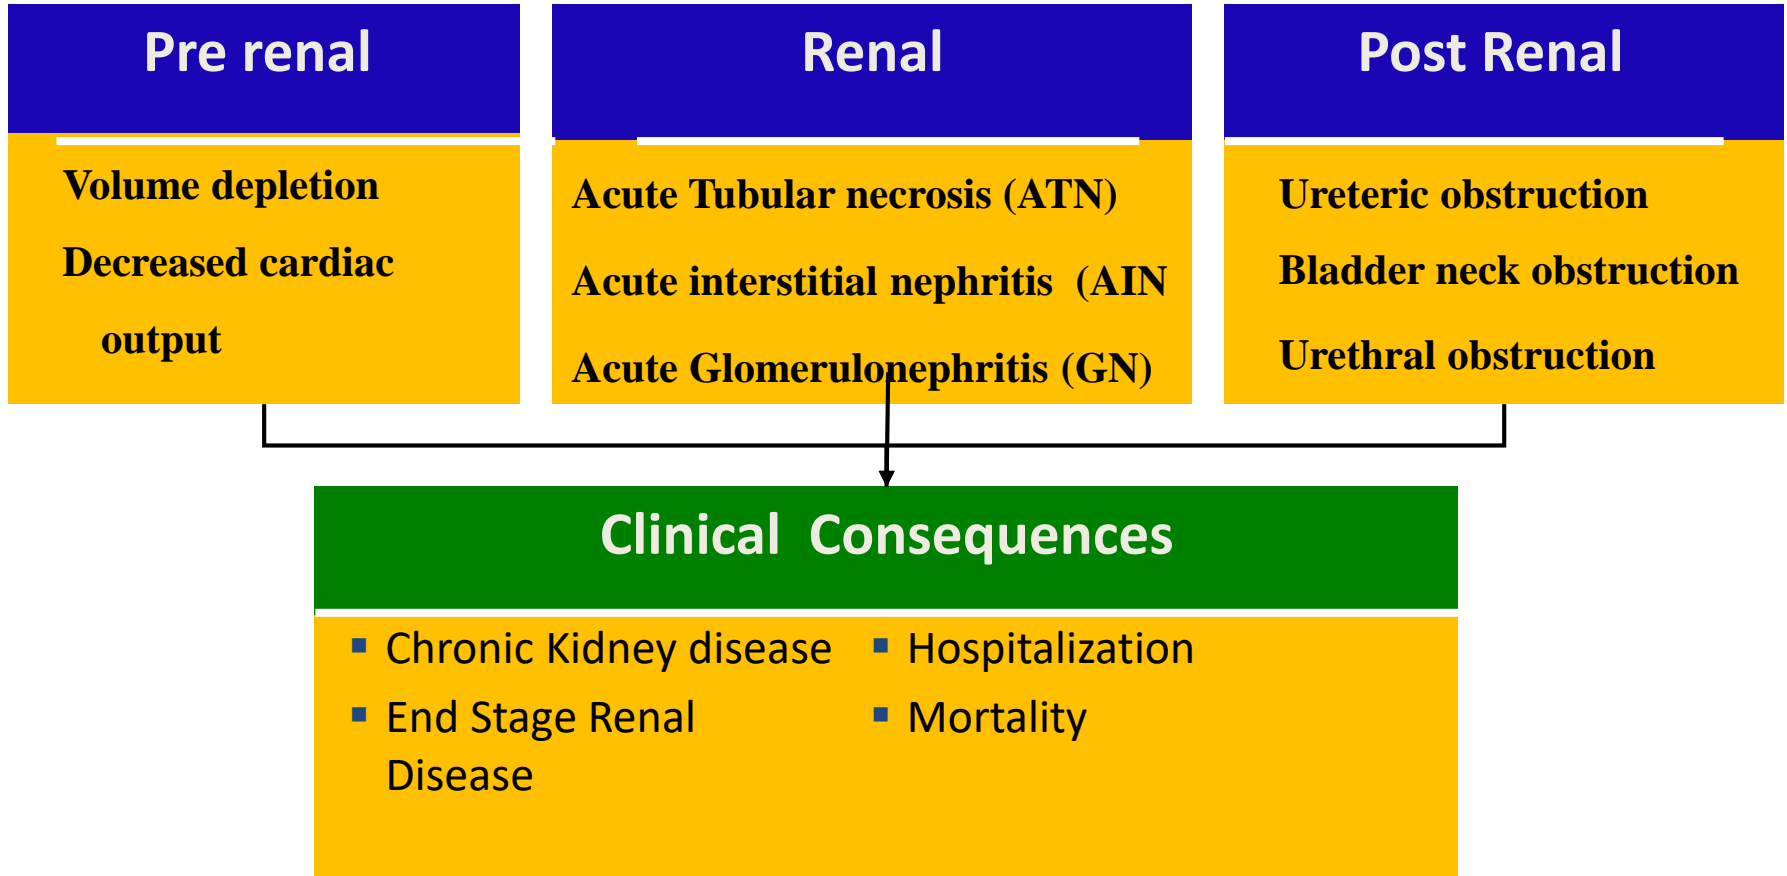 Pre renal
Volume depletion
Decreased cardiac
output
Renal
Acute Tubular necrosis (ATN)
Acute interstitial nephritis (AIN
Acute Glomerulonephritis (GN)
Post Renal
Ureteric obstruction
Bladder neck obstruction
Urethral obstruction
Clinical Consequences
▪ Chronic Kidney disease
▪ End Stage Renal
Disease
▪ Hospitalization
▪ Mortality